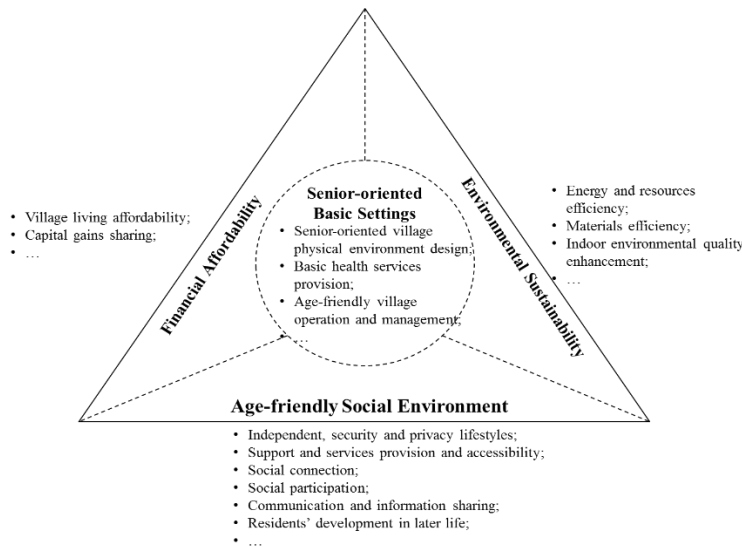 Senior-oriented
Basic Settings
• Senior-oriented village
physical environment design;
• Basic health services
provision;
• Age-friendly village
operation and management;
• …
Financial Affordability
• Village living affordability;
• Capital gains sharing;
• …
Environmental Sustainability
• Energy and resources
efficiency;
• Materials efficiency;
• Indoor environmental quality
enhancement;
• …
Age-friendly Social Environment
• Independent, security and privacy lifestyles;
• Support and services provision and accessibility;
• Social connection;
• Social participation;
• Communication and information sharing;
• Residents’ development in later life;
• …